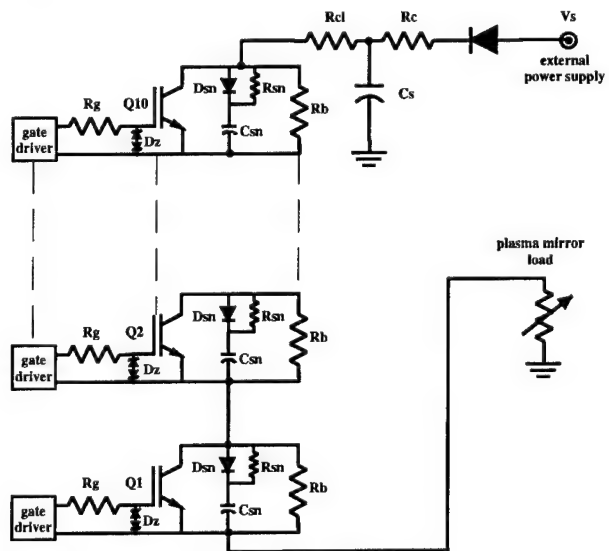 Rcl
Rc
Vs
external
power supply
Cs
Dsn
Rsn
Rb
Csn
Q10
Rg
gate
driver
Dz
plasma mirror
load
Dsn
Rsn
Rb
Csn
Q2
Rg
gate
driver
Dz
Dsn
Rsn
Rb
Csn
Q1
Rg
gate
driver
Dz